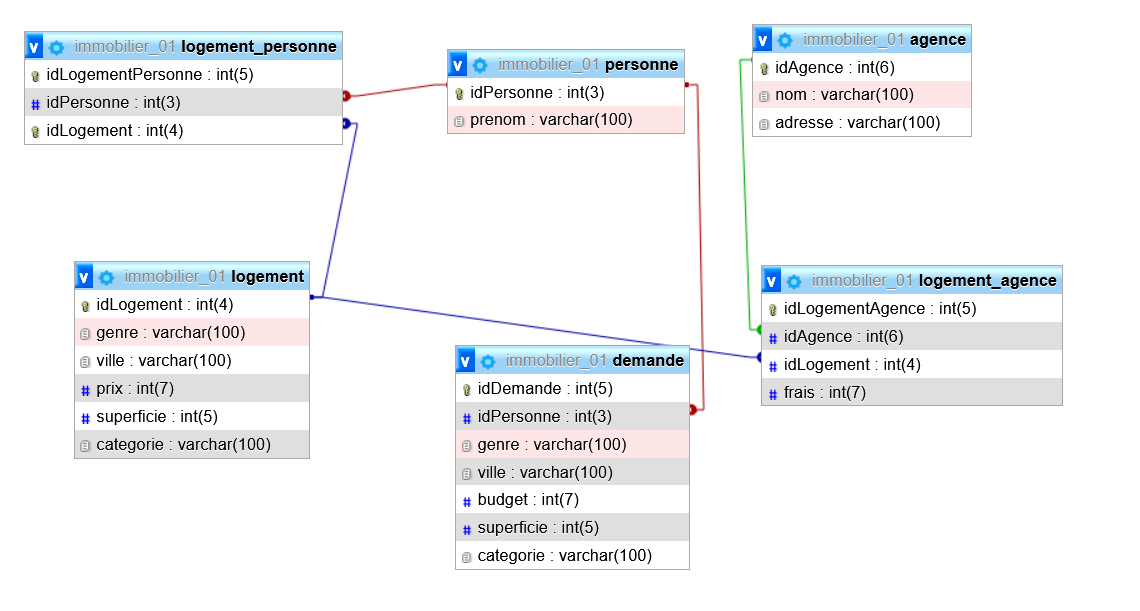 v immobilier_01 logement_personne
idLogementPersonne : int(5)
# idPersonne : int(3)
idLogement : int(4)
v immobilier_01 personne
idPersonne : int(3)
prenom : varchar(100)
v immobilier_01 agence
idAgence : int(6)
nom : varchar(100)
adresse : varchar(100)
v immobilier_01 logement
idLogement : int(4)
genre : varchar(100)
ville : varchar(100)
# prix : int(7)
# superficie : int(5)
categorie : varchar(100)
v immobilier_01 demande
idDemande : int(5)
# idPersonne : int(3)
genre : varchar(100)
ville : varchar(100)
# budget : int(7)
# superficie : int(5)
categorie : varchar(100)
v immobilier_01 logement_agence
idLogementAgence : int(5)
# idAgence : int(6)
# idLogement : int(4)
# frais : int(7)